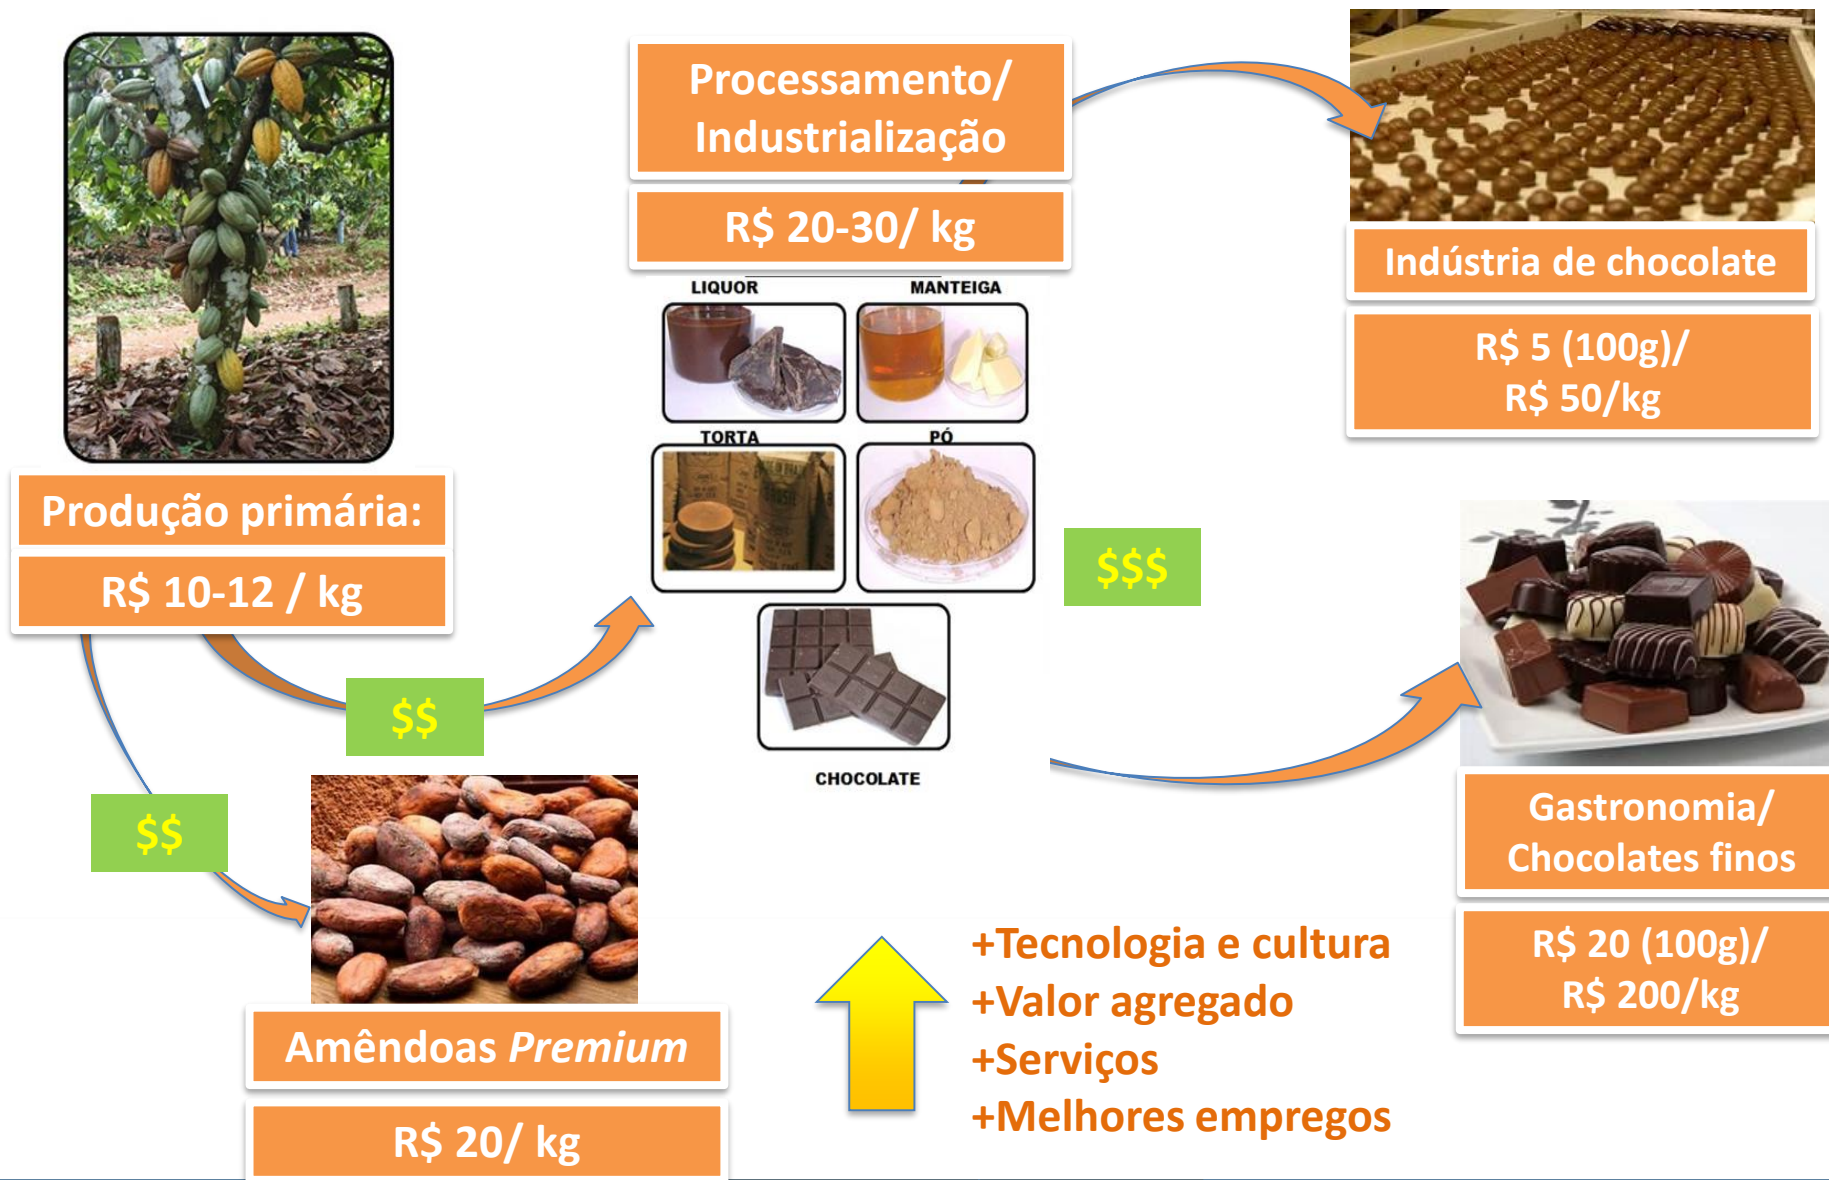 Processamento/
Industrialização
R$ 20-30/ kg
LIQUOR
MANTEIGA
TORTA
PÓ
CHOCOLATE
Indústria de chocolate
R$ 5 (100g)/
R$ 50/kg
Produção primária:
R$ 10-12 / kg
$$
$$
$$$
Amêndoas Premium
R$ 20/ kg
Gastronomia/
Chocolates finos
R$ 20 (100g)/
R$ 200/kg
+Tecnologia e cultura
+Valor agregado
+Serviços
+Melhores empregos